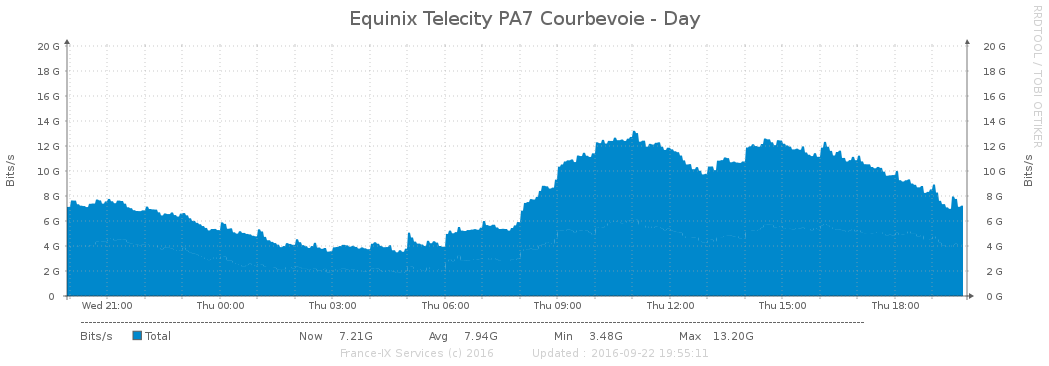 Equinix Telecity PA7 Courbevoie - Day
RRDTOOL / TOBI OETIKER
Bits/s
20 G
18 G
16 G
14 G
12 G
10 G
8 G
6 G
4 G
2 G
0
20 G
18 G
16 G
14 G
12 G
10 G
8 G
6 G
4 G
2 G
0 G
Bits/s
Wed 21:00 Thu 00:00 Thu 03:00 Thu 06:00 Thu 09:00 Thu 12:00 Thu 15:00 Thu 18:00
Bits/s Total Now 7.21G Avg 7.94G Min 3.48G Max 13.20G
France-IX Services (c) 2016 Updated : 2016-09-22 19:55:11